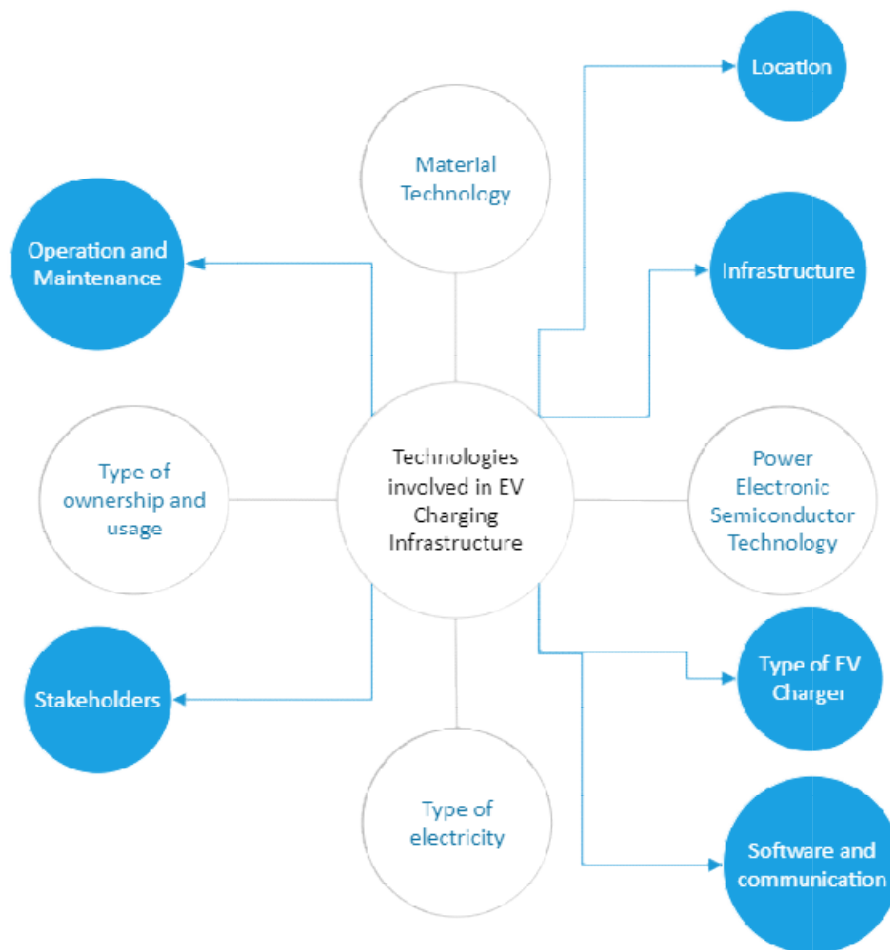 Location
Material
Technology
Operation and
Maintenance
Infrastructure
Technologies
involved in EV
Charging
Infrastructure
Type of
ownership and
usage
Power
Electronic
Semiconductor
Technology
Stakeholders
Type of EV
Charger
Type of
electricity
Software and
communication